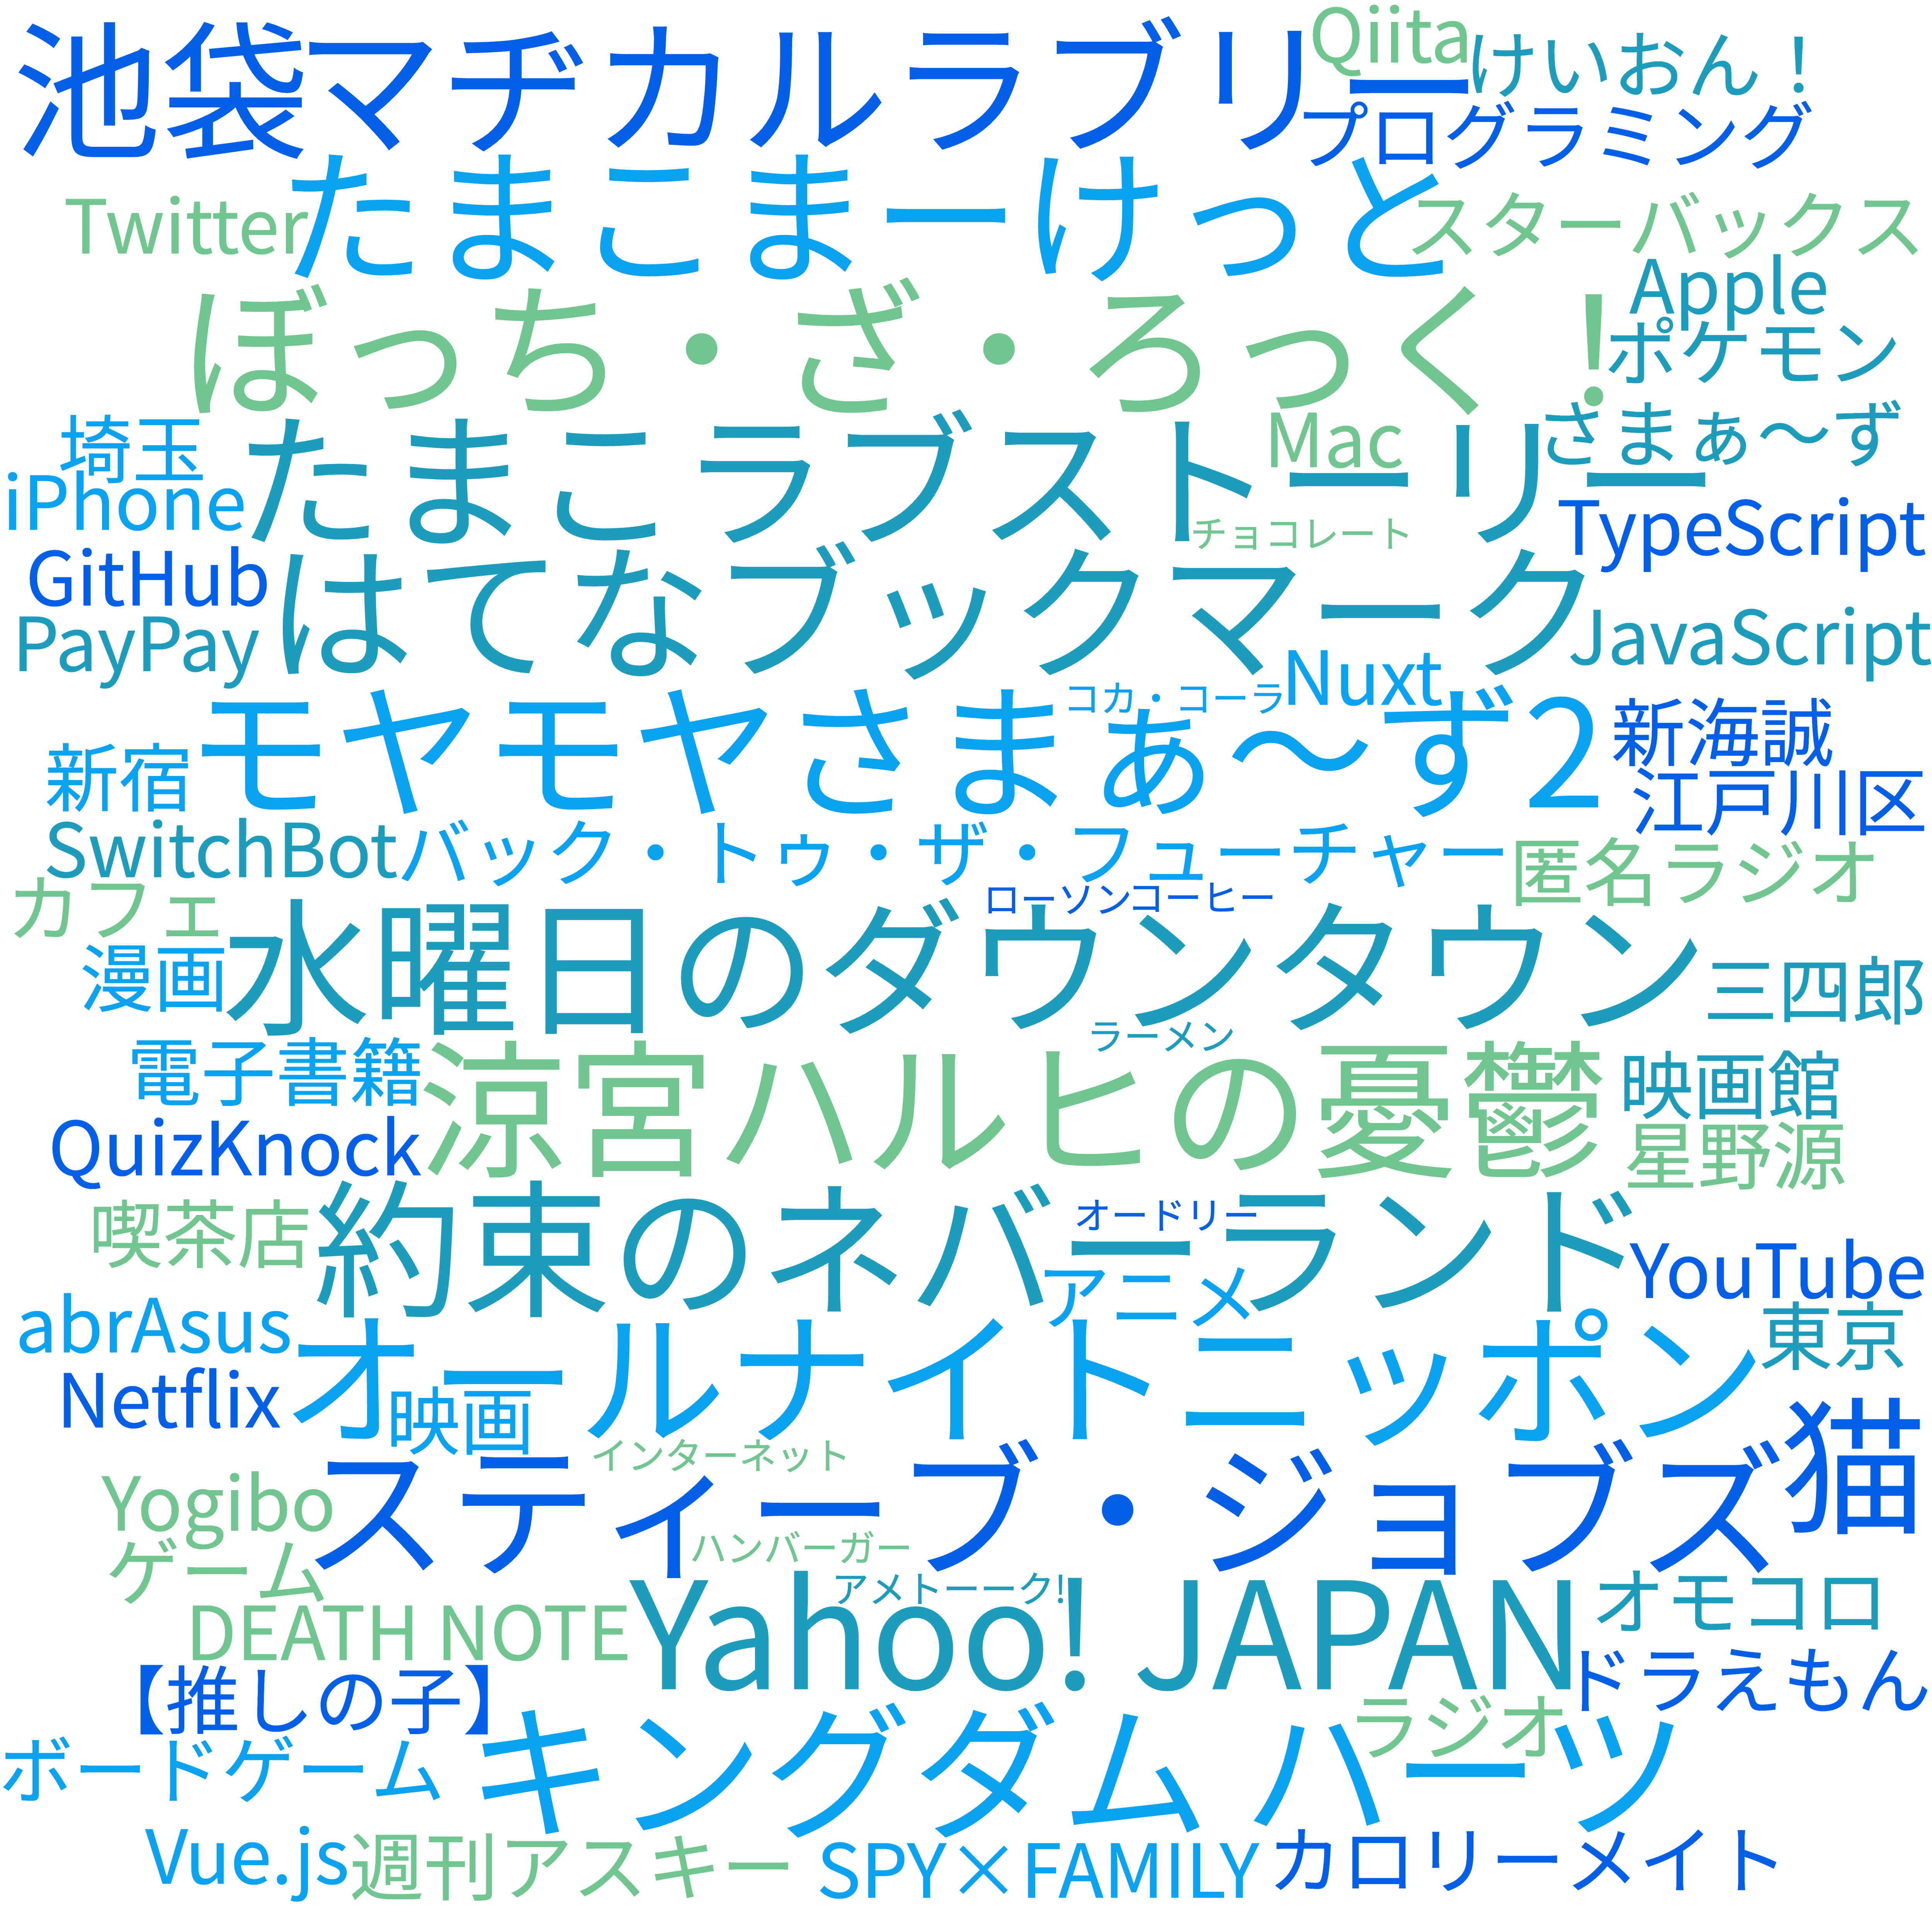 Qiita
池袋マヂカルラブリー
けいおん！
プログラミング
Twitter
たまこまーけっと
スターバックス
Apple
ぼっち・ざ・ろっく！
ポケモン
埼玉
Mac
さまぁ〜ず
たまこラブストーリー
iPhone
チョコレート
TypeScript
GitHub
はてなブックマーク
PayPay
JavaScript
コカ・コーラ
Nuxt
モヤモヤさまぁ〜ず2
新海誠
新宿
江戸川区
SwitchBot
バック・トゥ・ザ・フューチャー
匿名ラジオ
カフェ
ローソンコーヒー
漫画
水曜日のダウンタウン
三四郎
ラーメン
電子書籍
涼宮ハルヒの憂鬱
映画館
QuizKnock
星野源
喫茶店
約束のネバーランド
オードリー
YouTube
アニメ
abrAsus
オールナイトニッポン
東京
Netflix
映画
猫
インターネット
Yogibo
スティーブ・ジョブズ
ハンバーガー
ゲーム
アメトーーク!
Yahoo! JAPAN
オモコロ
DEATH NOTE
ドラえもん
【推しの子】
ラジオ
ボードゲーム
キングダム ハーツ
Vue.js
週刊アスキー
SPY×FAMILY
カロリーメイト